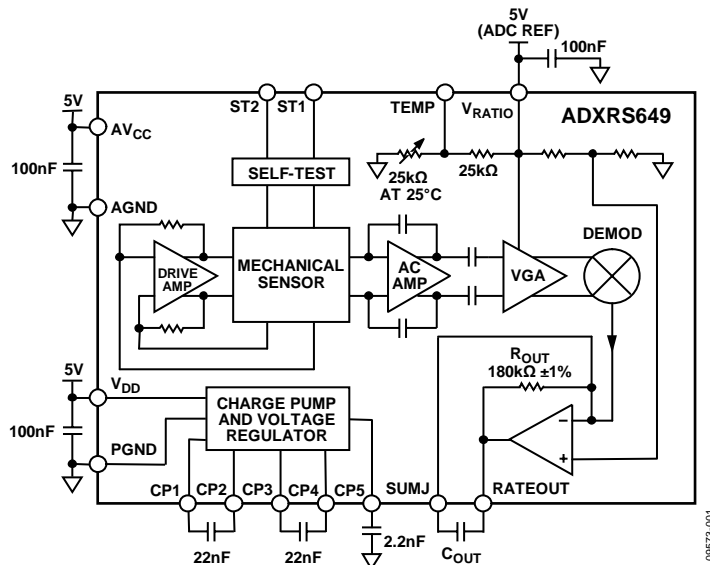 5V
(ADC REF)
100nF
5V
ST2
ST1
TEMP
VRATIO
ADXRS649
AVCC
100nF
25kΩ
AT 25°C
25kΩ
SELF-TEST
AGND
DEMOD
DRIVE
AMP
MECHANICAL
SENSOR
AC
AMP
VGA
5V
VDD
ROUT
180kΩ ±1%
100nF
CHARGE PUMP
AND VOLTAGE
REGULATOR
–
+
PGND
CP1
CP2
CP3
CP4
CP5
SUMJ
RATEOUT
22nF
22nF
2.2nF
COUT
09573-001